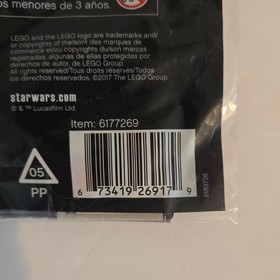 os menores de 3 años.
LEGO and the LEGO logo are trademarks and/
or copyrights of the/sont des marques de
commerce et/ou copyrights du/son marcas
registradas, algunas de ellas protegidas por
derechos de autor, de LEGO Group.
All rights reserved/Tous droits réservés/Todos
los derechos reservados. ©2017 The LEGO Group.
starwars.com
© & ™ Lucasfilm Ltd.
Item: 6177269
6 73419 26917 9
05
PP
6183736